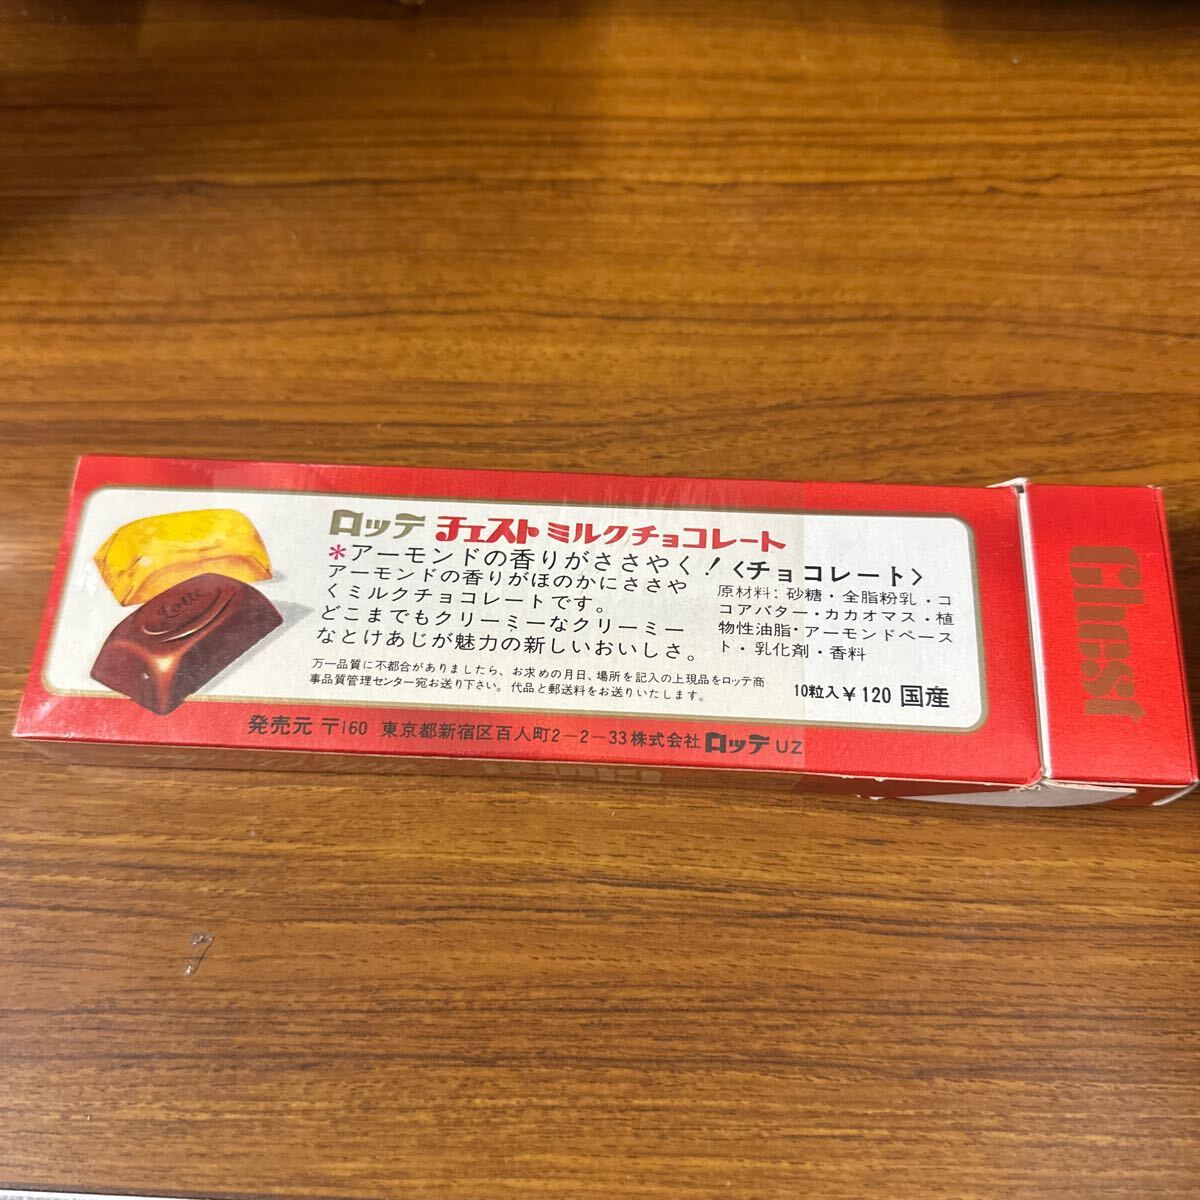 ロッテ チェスト ミルクチョコレート
*アーモンドの香りがささやく!
アーモンドの香りがほのかにささや
くミルクチョコレートです。
どこまでもクリーミーなクリーミー
なとけあじが魅力の新しいおいしさ。
<チョコレート>
原材料:砂糖・全脂粉乳・コ
コアバター・カカオマス・植
物性油脂・アーモンドペース
ト・乳化剤・香料
万一品質に不都合がありましたら、お求めの月日、場所を記入の上現品をロッテ商
事品質管理センター宛お送り下さい。代品と郵送料をお送りいたします。
10粒入¥120 国産
発売元 〒160 東京都新宿区百人町2-2-33株式会社ロッテ UZ
Lotte
Chest